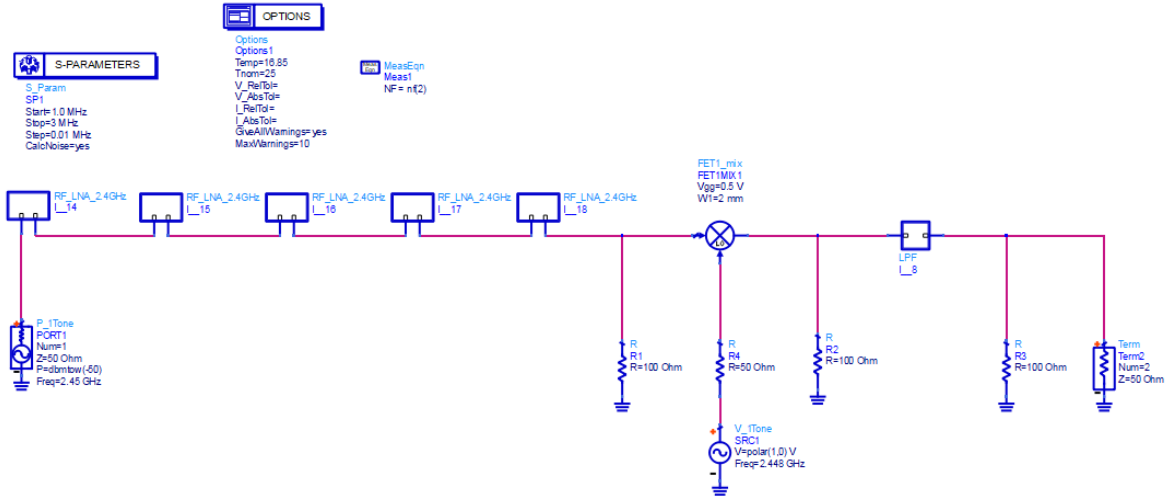 OPTIONS
Options
Options1
Temp=16.85
Tnom=25
V_RelTol=
V_AbsTol=
I_RelTol=
I_AbsTol=
GiveAllWarnings=yes
MaxWarnings=10
S-PARAMETERS
S_Param
SP1
Start=1.0 MHz
Stop=3 MHz
Step=0.01 MHz
CalcNoise=yes
Meas
Eqn
MeasEqn
Meas1
NF = nf(2)
RF_LNA_2.4GHz
I__14
RF_LNA_2.4GHz
I__15
RF_LNA_2.4GHz
I__16
RF_LNA_2.4GHz
I__17
RF_LNA_2.4GHz
I__18
FET1_mix
FET1MIX1
Vgg=0.5 V
W1=2 mm
LO
LPF
I__8
P_1Tone
PORT1
Num=1
Z=50 Ohm
P=dbmtow(-50)
Freq=2.45 GHz
R
R1
R=100 Ohm
R
R4
R=50 Ohm
R
R2
R=100 Ohm
R
R3
R=100 Ohm
Term
Term2
Num=2
Z=50 Ohm
V_1Tone
SRC1
V=polar(1,0) V
Freq=2.448 GHz